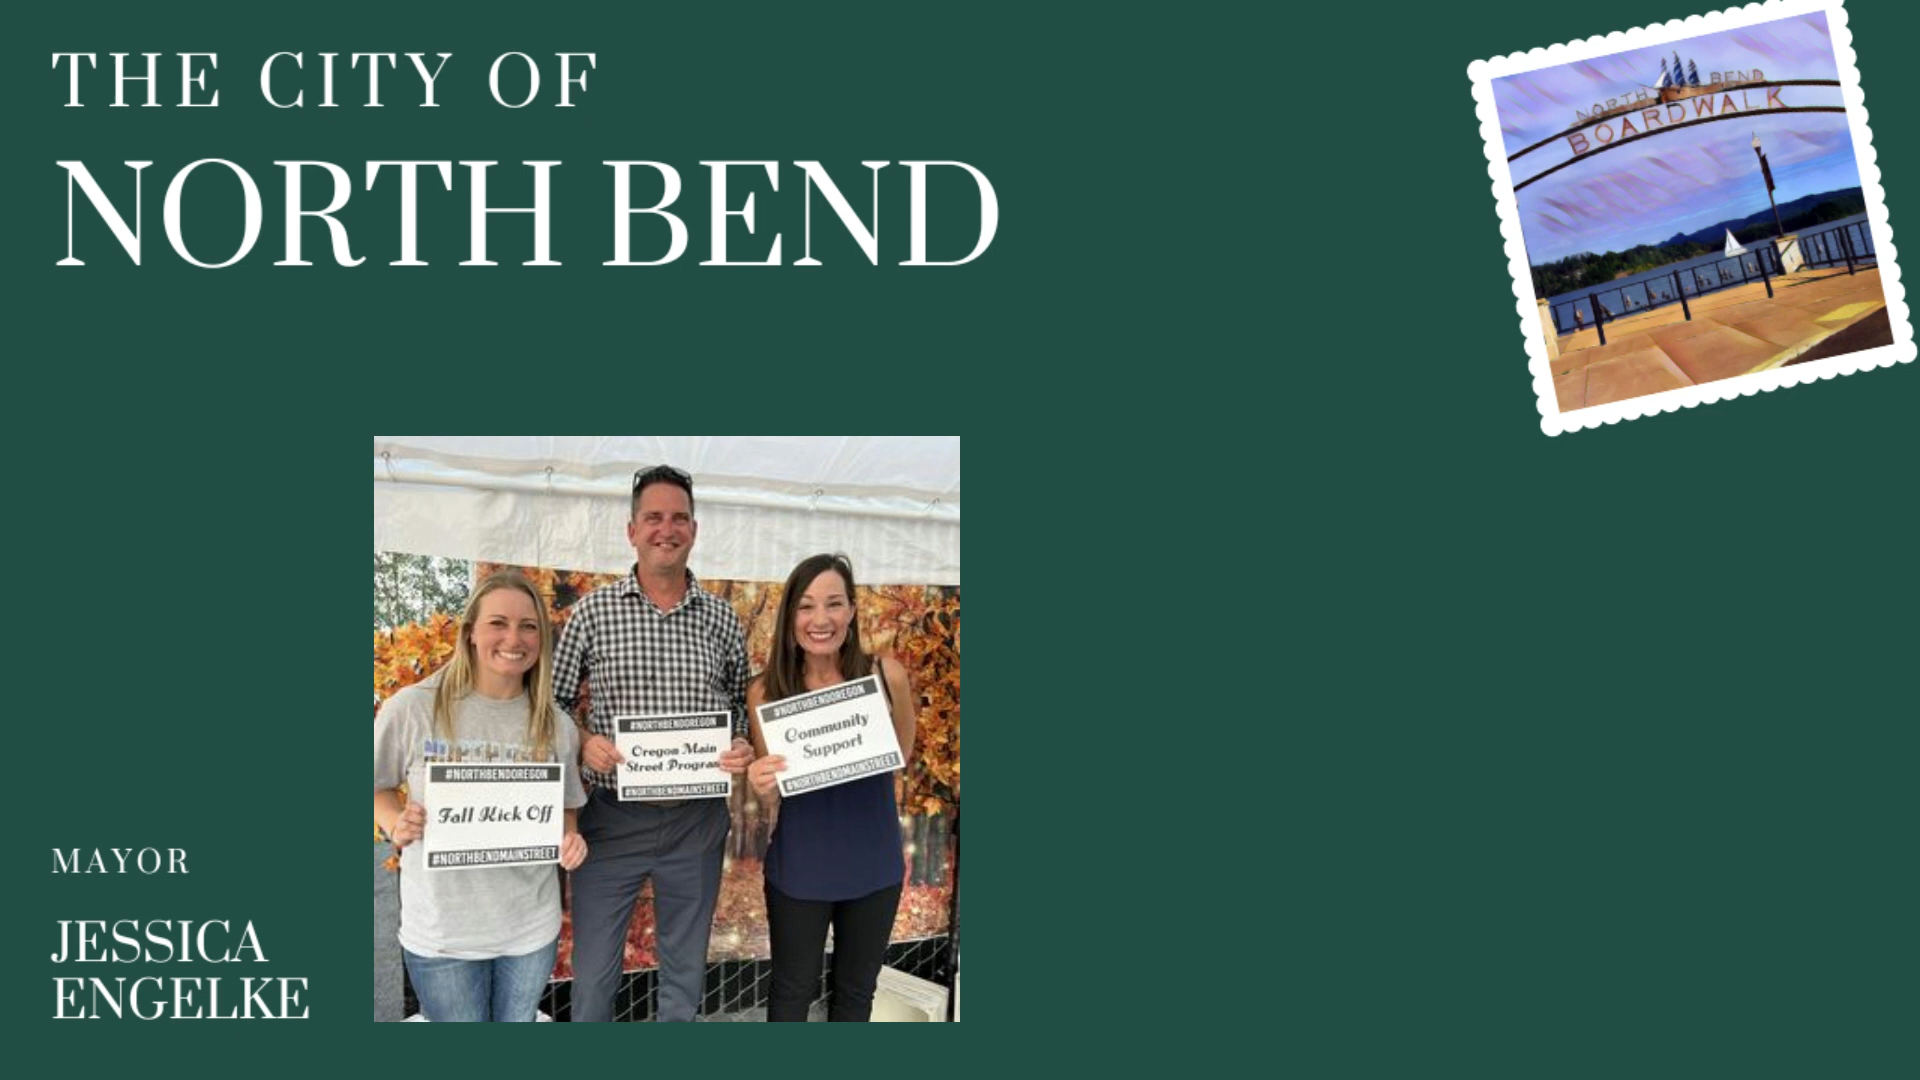 THE CITY OF
NORTH BEND
NORTH BEND
BOARDWALK
#NORTHBENDOREGON
Fall Kick Off
#NORTHBENDMAINSTREET
#NORTHBENDOREGON
Oregon Main
Street Program
#NORTHBENDMAINSTREET
#NORTHBENDOREGON
Community
Support
#NORTHBENDMAINSTREET
MAYOR
JESSICA
ENGELKE